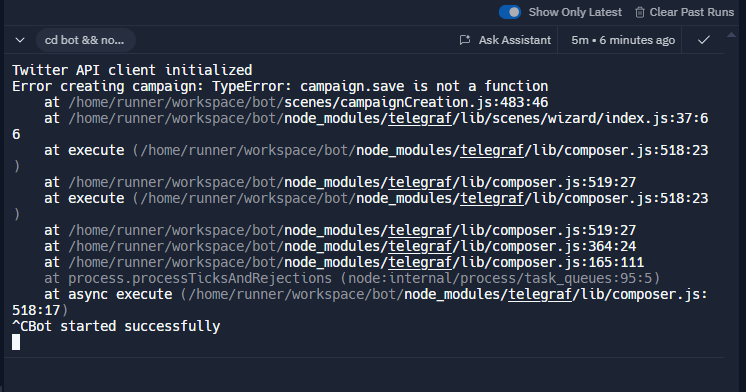 Show Only Latest Clear Past Runs
cd bot && no... Ask Assistant 5m • 6 minutes ago
Twitter API client initialized
Error creating campaign: TypeError: campaign.save is not a function
    at /home/runner/workspace/bot/scenes/campaignCreation.js:483:46
    at /home/runner/workspace/bot/node_modules/telegraf/lib/scenes/wizard/index.js:37:6
6
    at execute (/home/runner/workspace/bot/node_modules/telegraf/lib/composer.js:518:23
)
    at /home/runner/workspace/bot/node_modules/telegraf/lib/composer.js:519:27
    at execute (/home/runner/workspace/bot/node_modules/telegraf/lib/composer.js:518:23
)
    at /home/runner/workspace/bot/node_modules/telegraf/lib/composer.js:519:27
    at /home/runner/workspace/bot/node_modules/telegraf/lib/composer.js:364:24
    at /home/runner/workspace/bot/node_modules/telegraf/lib/composer.js:165:111
    at process.processTicksAndRejections (node:internal/process/task_queues:95:5)
    at async execute (/home/runner/workspace/bot/node_modules/telegraf/lib/composer.js:
518:17)
^CBot started successfully